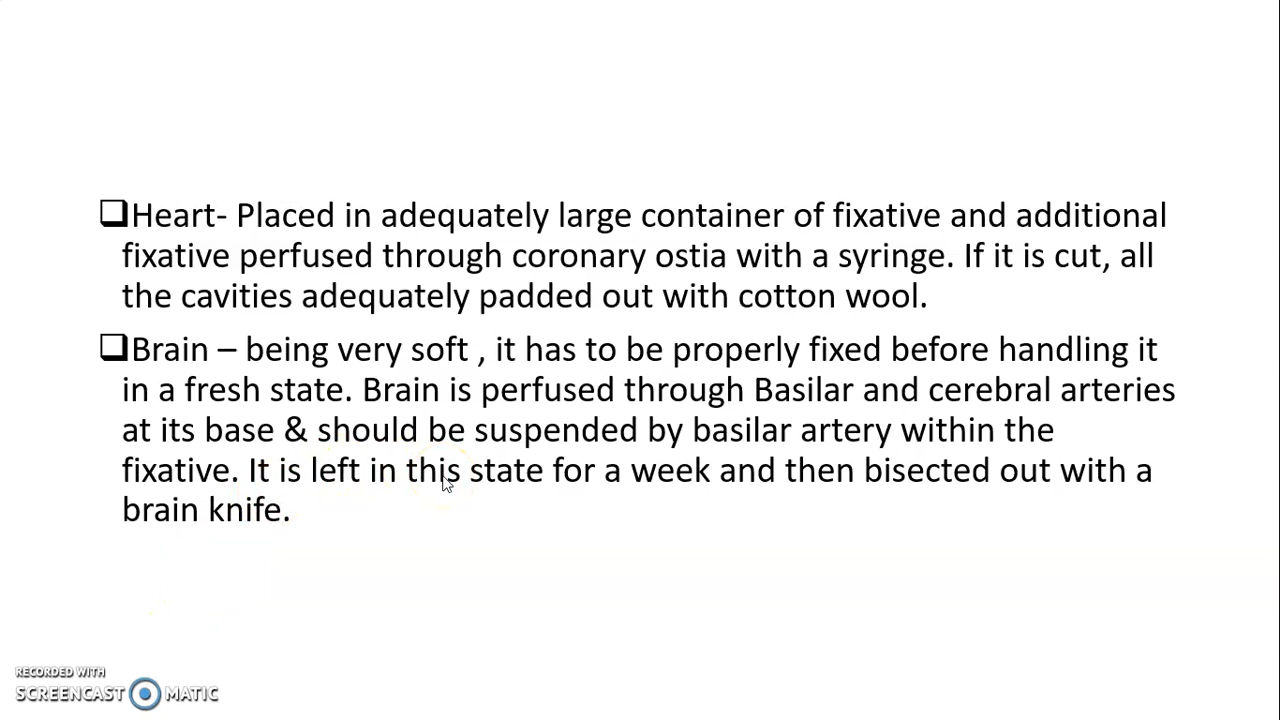 ❑Heart- Placed in adequately large container of fixative and additional
fixative perfused through coronary ostia with a syringe. If it is cut, all
the cavities adequately padded out with cotton wool.
❑Brain – being very soft , it has to be properly fixed before handling it
in a fresh state. Brain is perfused through Basilar and cerebral arteries
at its base & should be suspended by basilar artery within the
fixative. It is left in this state for a week and then bisected out with a
brain knife.
RECORDED WITH
SCREENCAST MATIC